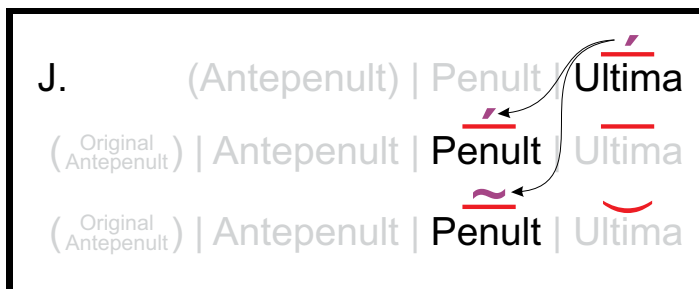 J. (Antepenult) | Penult | Ultima
(Original Antepenult) | Antepenult | Penult | Ultima
(Original Antepenult) | Antepenult | Penult | Ultima